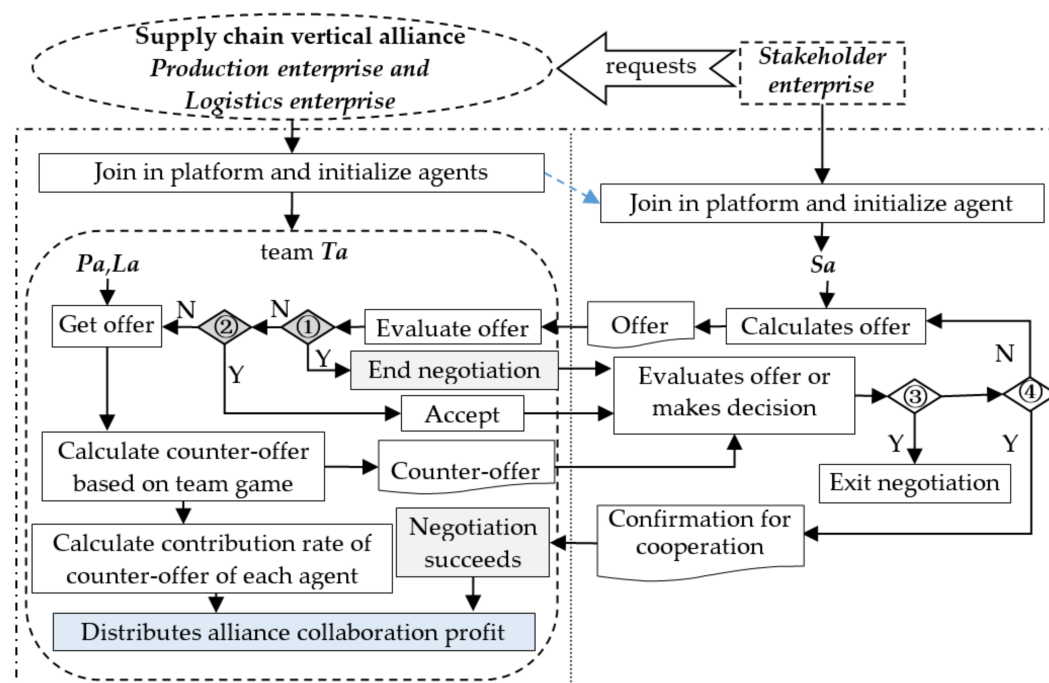 Supply chain vertical alliance
Production enterprise and
Logistics enterprise
requests
Stakeholder
enterprise
Join in platform and initialize agents
Join in platform and initialize agent
team Ta
Pa,La
Sa
N
N
Get offer
②
①
Evaluate offer
Offer
Calculates offer
Y
Y
End negotiation
Evaluates offer or
makes decision
N
③
④
Accept
Y
Y
Calculate counter-offer
based on team game
Counter-offer
Exit negotiation
Negotiation
succeeds
Confirmation for
cooperation
Calculate contribution rate of
counter-offer of each agent
Distributes alliance collaboration profit